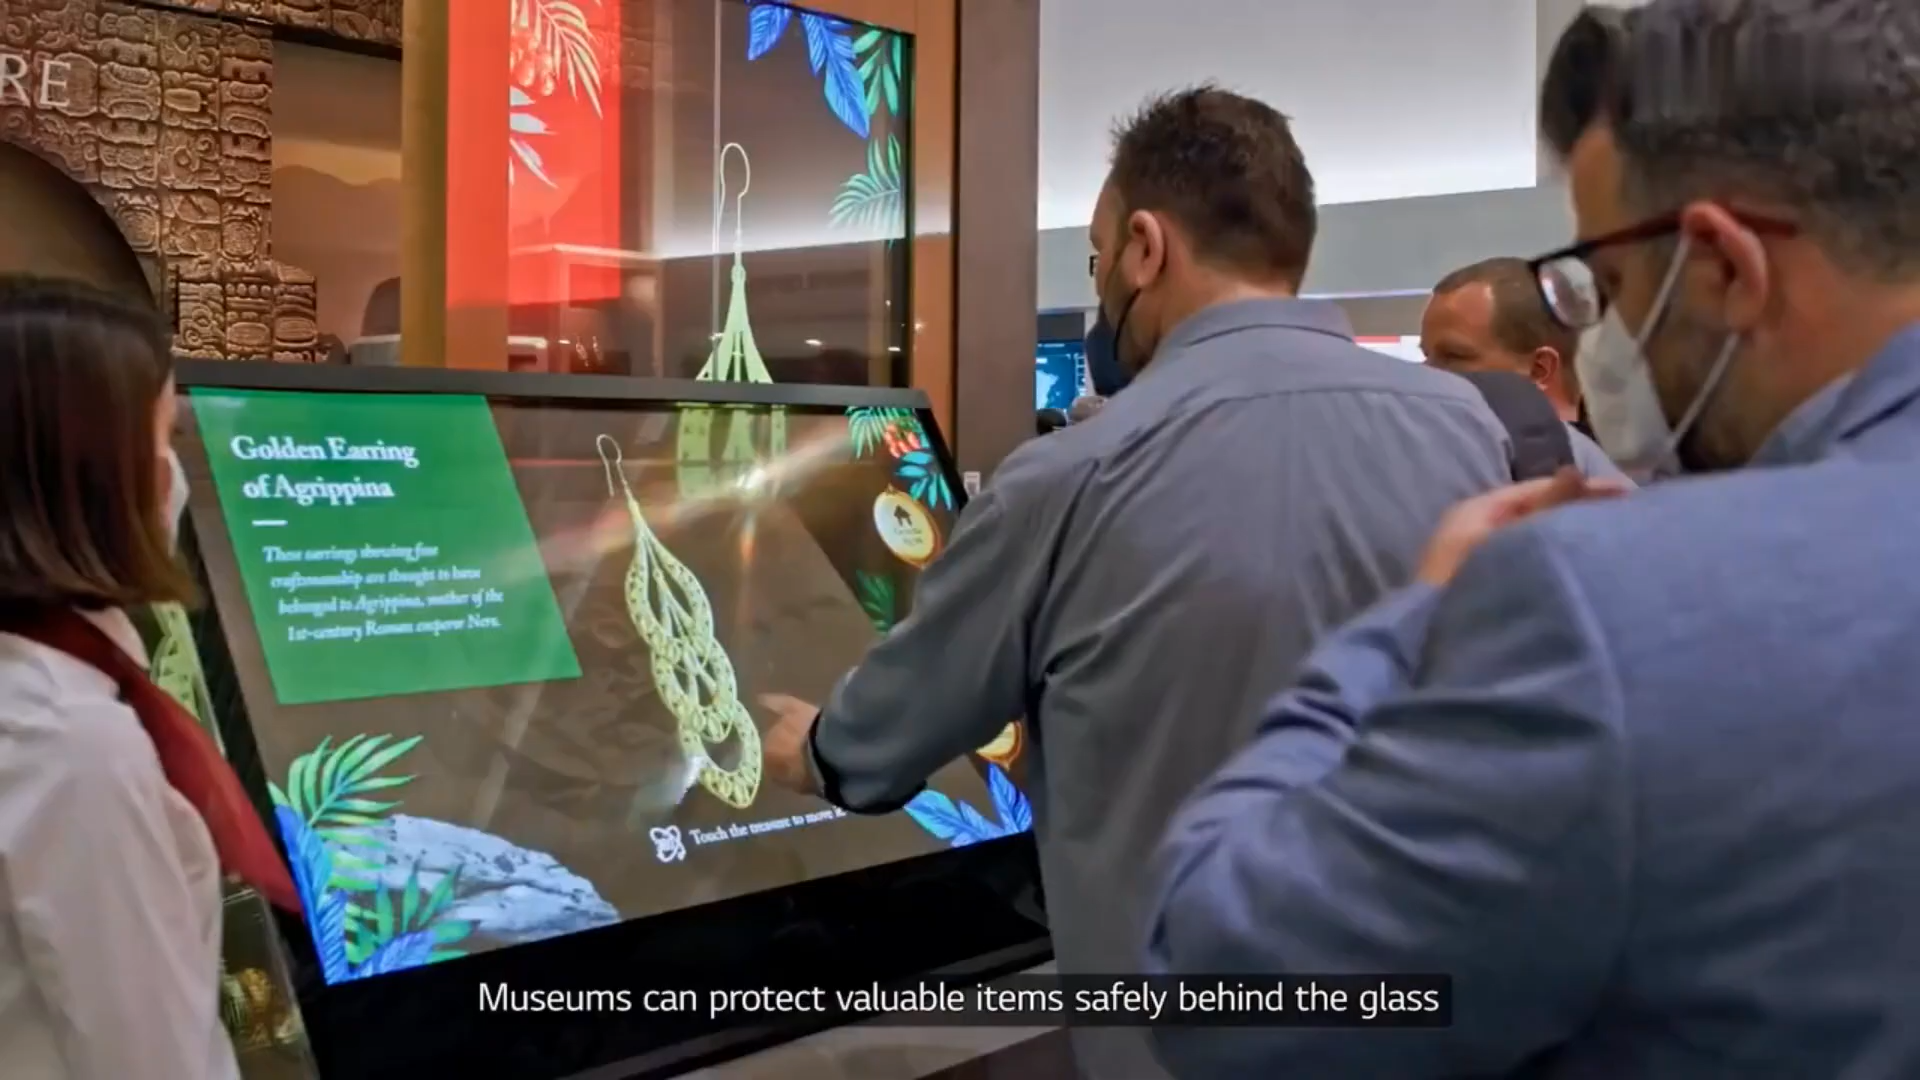 RE
Golden Earring
of Agrippina
These earrings showing fine
craftsmanship are thought to have
belonged to Agrippina, mother of the
1st-century Roman emperor Nero.
Touch the treasure to move it
Museums can protect valuable items safely behind the glass